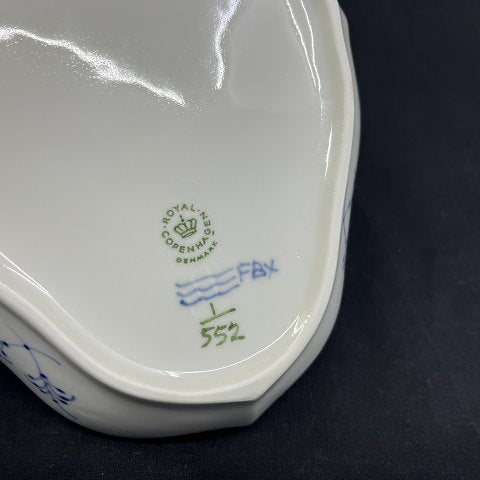 ROYAL COPENHAGEN
DENMARK
FBX
1
552